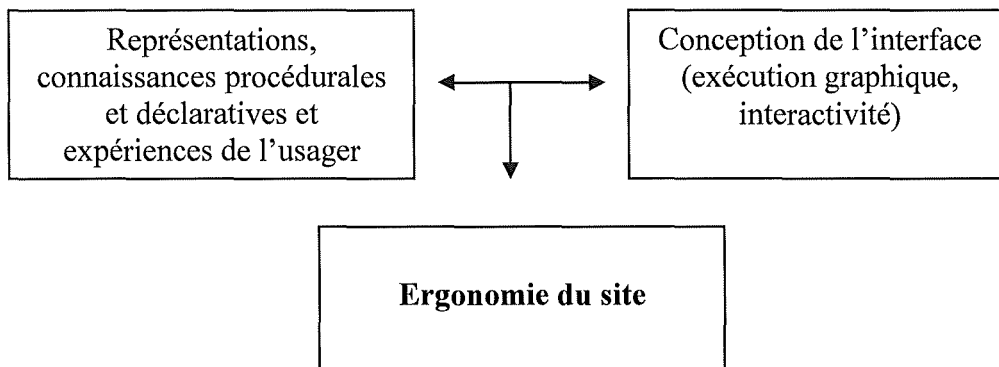 Représentations,
connaissances procédurales
et déclaratives et
expériences de l’usager
Conception de l’interface
(exécution graphique,
interactivité)
Ergonomie du site